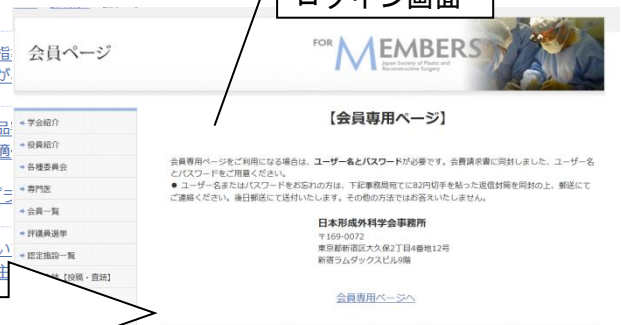 ログイン画面
会員ページ
FOR MEMBERS
Japan Society of Plastic and
Reconstructive Surgery
学会紹介
役員紹介
各種委員会
専門医
会員一覧
評議員選挙
認定施設一覧
【投稿・査読】
【会員専用ページ】
会員専用ページをご利用になる場合は、ユーザー名とパスワードが必要です。会費請求書に同封しました、ユーザー名
とパスワードをご用意ください。
● ユーザー名またはパスワードをお忘れの方は、下記事務局宛てに82円切手を貼った返信封筒を同封の上、郵送にて
ご連絡ください。後日郵送にて送付いたします。その他の方法ではお答えいたしません。
日本形成外科学会事務所
〒169-0072
東京都新宿区大久保2丁目4番地12号
新宿ラムダックスビル9階
会員専用ページへ